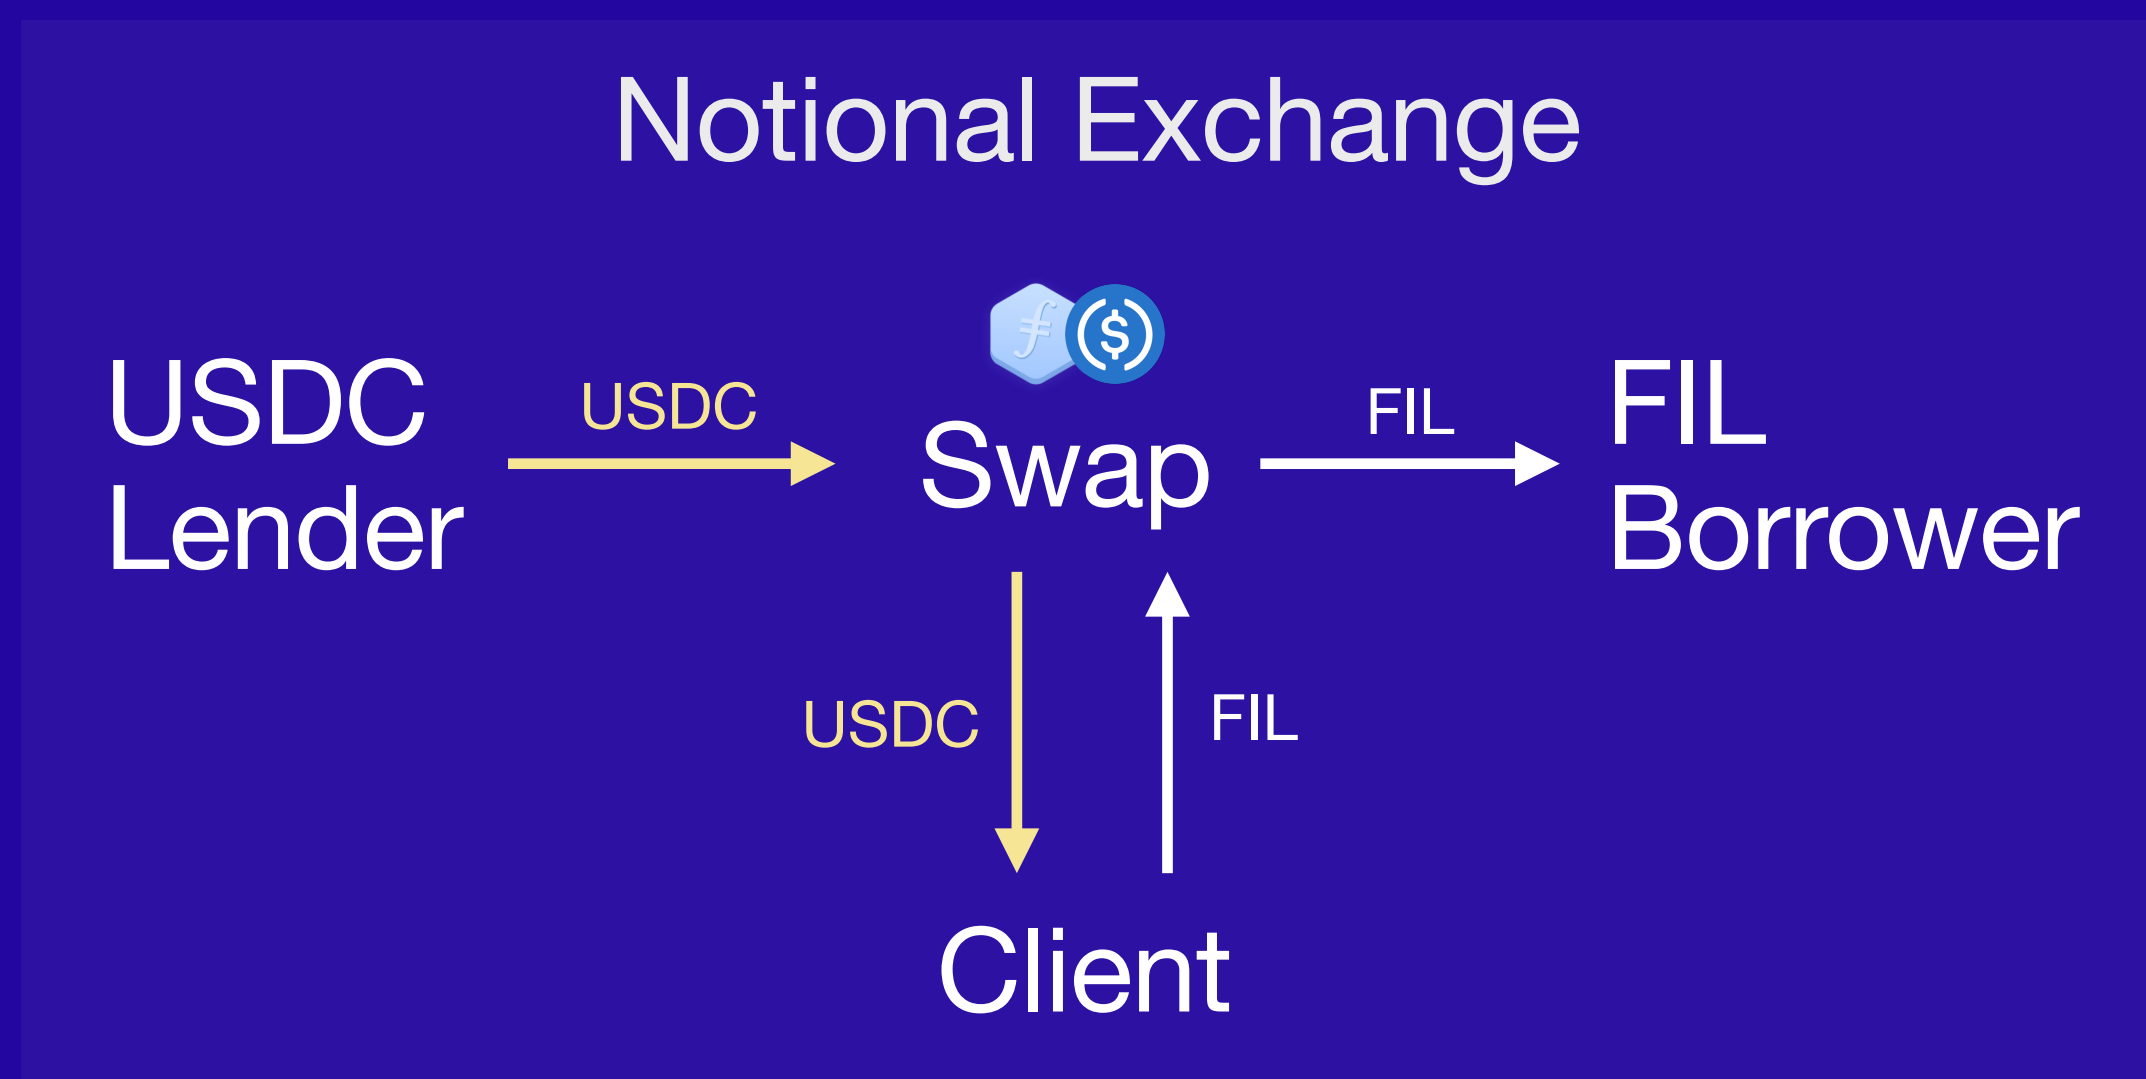 Notional Exchange
USDC
Lender
USDC
Swap
FIL
FIL
Borrower
USDC
FIL
Client